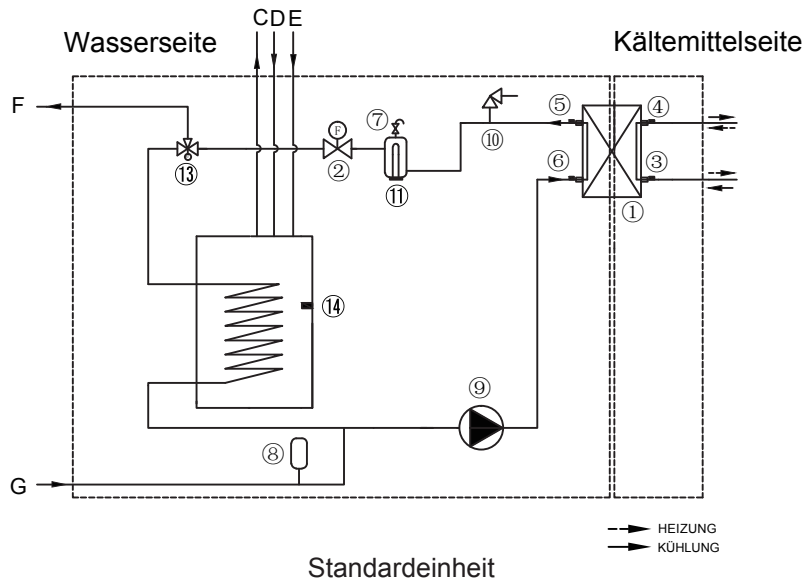 Wasserseite
CDE
Kältemittelseite
F
⑦
⑤
④
⑩
F
⑬
②
⑪
⑥
③
①
⑭
⑨
⑧
G
HEIZUNG
KÜHLUNG
Standardeinheit